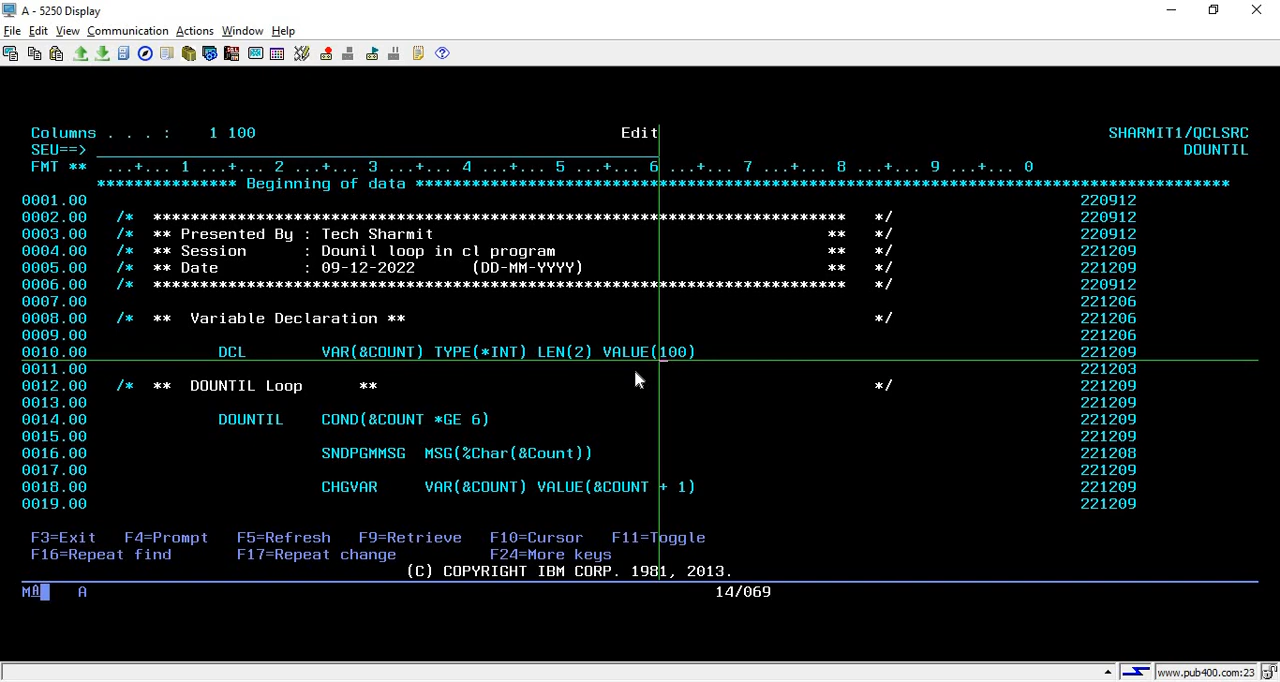 A - 5250 Display
File Edit View Communication Actions Window Help
Columns . . . :    1 100                                        Edit                                                SHARMIT1/QCLSRC
SEU==>                                                                                                                      DOUNTIL
FMT **  ...+... 1 ...+... 2 ...+... 3 ...+... 4 ...+... 5 ...+... 6 ...+... 7 ...+... 8 ...+... 9 ...+... 0
*************** Beginning of data ***************************************************************************************
0001.00 220912
0002.00 /*  **************************************************************************   */ 220912
0003.00 /*  ** Presented By : Tech Sharmit                                          **   */ 220912
0004.00 /*  ** Session      : Dounil loop in cl program                             **   */ 221209
0005.00 /*  ** Date         : 09-12-2022      (DD-MM-YYYY)                          **   */ 221209
0006.00 /*  **************************************************************************   */ 220912
0007.00 221206
0008.00 /*  **  Variable Declaration **                                                  */ 221206
0009.00 221206
0010.00            DCL        VAR(&COUNT) TYPE(*INT) LEN(2) VALUE(100) 221209
0011.00 221203
0012.00 /*  **  DOUNTIL Loop      **                                                     */ 221209
0013.00 221209
0014.00            DOUNTIL    COND(&COUNT *GE 6) 221209
0015.00 221209
0016.00                       SNDPGMMSG  MSG(%Char(&Count)) 221208
0017.00 221209
0018.00                       CHGVAR     VAR(&COUNT) VALUE(&COUNT + 1) 221209
0019.00 221209
F3=Exit   F4=Prompt   F5=Refresh   F9=Retrieve   F10=Cursor   F11=Toggle
F16=Repeat find       F17=Repeat change          F24=More keys
(C) COPYRIGHT IBM CORP. 1981, 2013.
MA    A    14/069
www.pub400.com:23